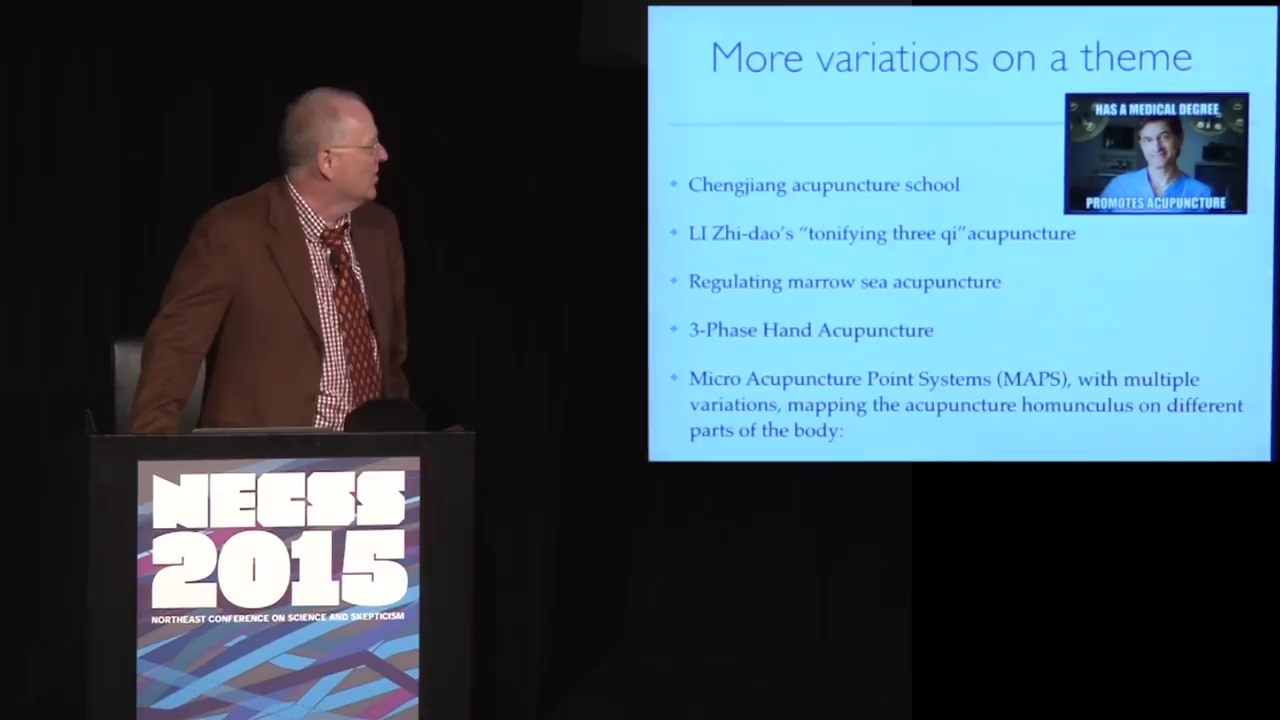 More variations on a theme
HAS A MEDICAL DEGREE
PROMOTES ACUPUNCTURE
Chengjiang acupuncture school
LI Zhi-dao's “tonifying three qi”acupuncture
Regulating marrow sea acupuncture
3-Phase Hand Acupuncture
Micro Acupuncture Point Systems (MAPS), with multiple
variations, mapping the acupuncture homunculus on different
parts of the body:
NECSS
2015
NORTHEAST CONFERENCE ON SCIENCE AND SKEPTICISM